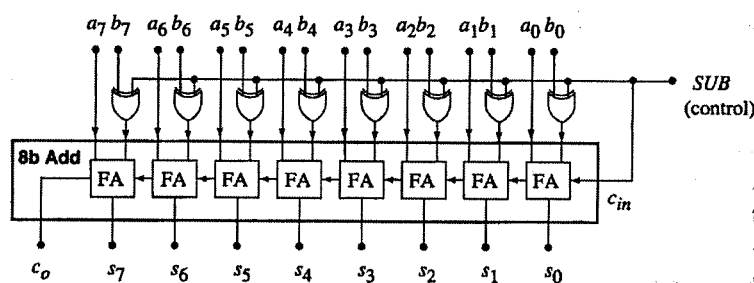 a7 b7 a6 b6 a5 b5 a4 b4 a3 b3 a2 b2 a1 b1 a0 b0
SUB
(control)
8b Add
FA FA FA FA FA FA FA FA
cin
co s7 s6 s5 s4 s3 s2 s1 s0